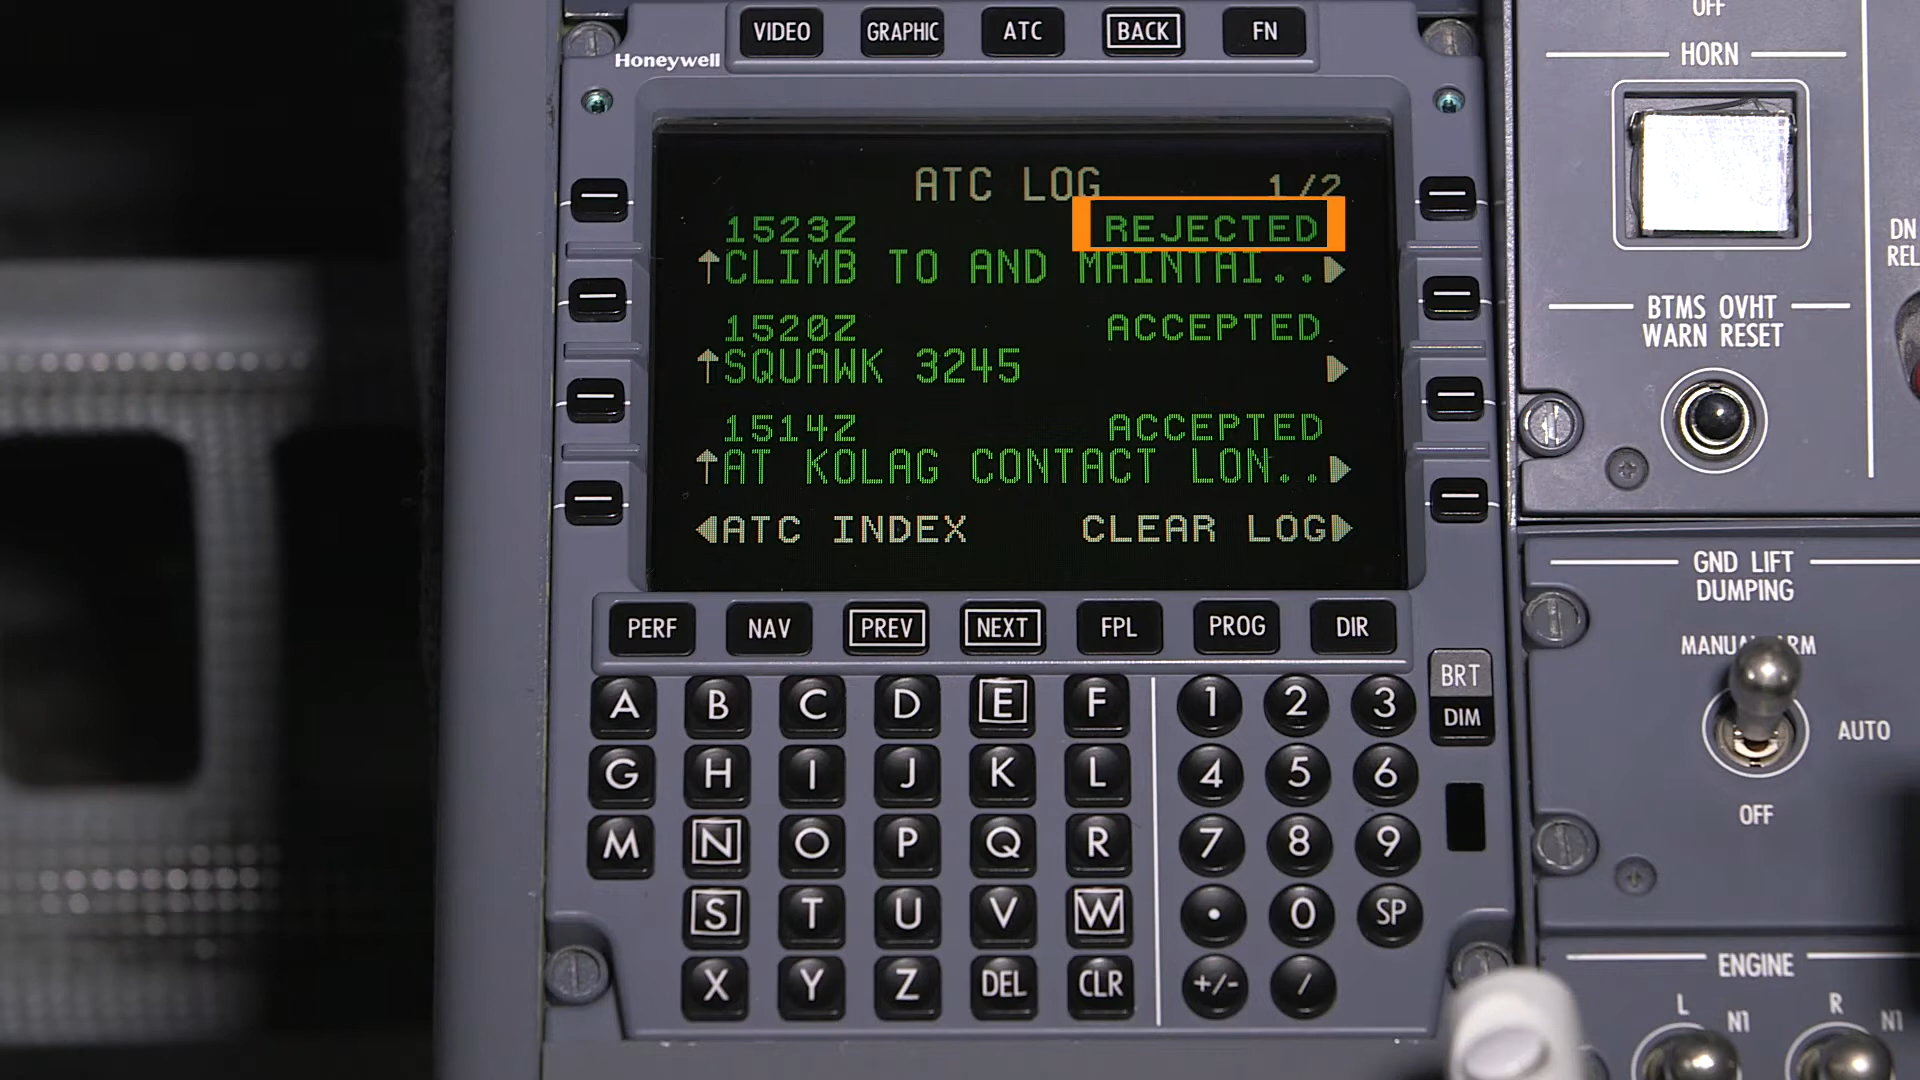 VIDEO GRAPHIC ATC BACK FN
Honeywell
ATC LOG 1/2
1523Z REJECTED
↑CLIMB TO AND MAINTAI..▶
1520Z ACCEPTED
↑SQUAWK 3245 ▶
1514Z ACCEPTED
↑AT KOLAG CONTACT LON..▶
◀ATC INDEX CLEAR LOG▶
PERF NAV PREV NEXT FPL PROG DIR
BRT
DIM
A B C D E F 1 2 3
G H I J K L 4 5 6
M N O P Q R 7 8 9
S T U V W • 0 SP
X Y Z DEL CLR +/- /
OFF
HORN
DN
REL
BTMS OVHT
WARN RESET
GND LIFT
DUMPING
MANUAL ARM
AUTO
OFF
ENGINE
L R
N1 N1